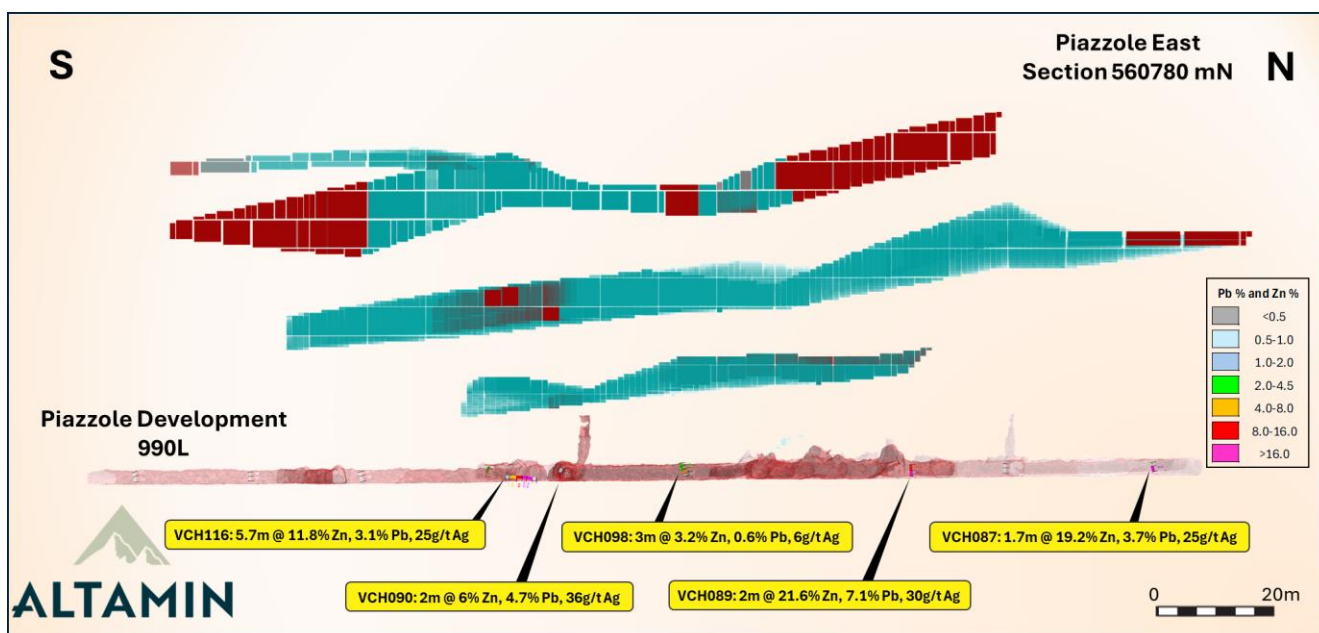 S
Piazzole East
Section 560780 mN
N
Pb % and Zn %
<0.5
0.5-1.0
1.0-2.0
2.0-4.5
4.0-8.0
8.0-16.0
>16.0
Piazzole Development
990L
VCH116: 5.7m @ 11.8% Zn, 3.1% Pb, 25g/t Ag
VCH098: 3m @ 3.2% Zn, 0.6% Pb, 6g/t Ag
VCH087: 1.7m @ 19.2% Zn, 3.7% Pb, 25g/t Ag
VCH090: 2m @ 6% Zn, 4.7% Pb, 36g/t Ag
VCH089: 2m @ 21.6% Zn, 7.1% Pb, 30g/t Ag
ALTAMIN
0 20m